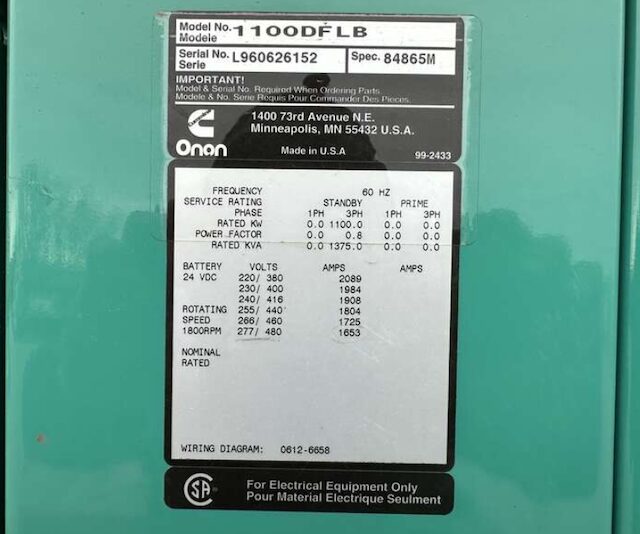 Model No. 1100DFLB
Modele
Serial No. L960626152 Spec. 84865M
Serie
IMPORTANT!
Model & Serial No. Required When Ordering Parts
Modele & No. Serie Requis Pour Commander Des Pieces.
1400 73rd Avenue N.E.
Minneapolis, MN 55432 U.S.A.
Onan Made in U.S.A 99-2433
FREQUENCY 60 HZ
SERVICE RATING STANDBY PRIME
PHASE 1PH 3PH 1PH 3PH
RATED KW 0.0 1100.0 0.0 0.0
POWER FACTOR 0.0 0.8 0.0 0.0
RATED KVA 0.0 1375.0 0.0 0.0
BATTERY VOLTS AMPS AMPS
24 VDC 220/ 380 2089
230/ 400 1984
240/ 416 1908
ROTATING 255/ 440 1804
SPEED 266/ 460 1725
1800RPM 277/ 480 1653
NOMINAL
RATED
WIRING DIAGRAM: 0612-6658
CSA For Electrical Equipment Only
Pour Material Electrique Seulment